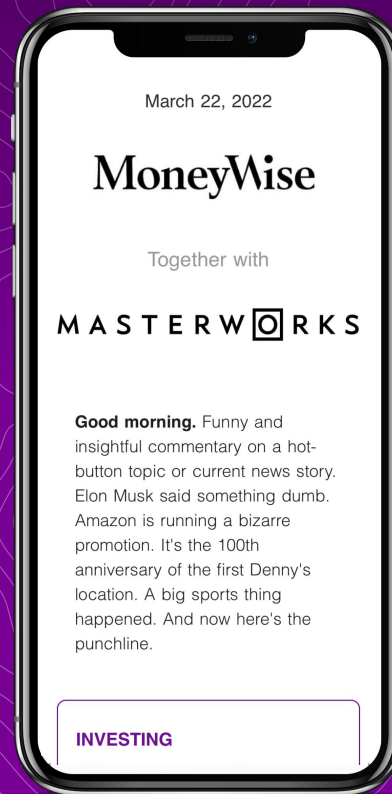 March 22, 2022
MoneyWise
Together with
MASTERWORKS
Good morning. Funny and
insightful commentary on a hot-
button topic or current news story.
Elon Musk said something dumb.
Amazon is running a bizarre
promotion. It's the 100th
anniversary of the first Denny's
location. A big sports thing
happened. And now here's the
punchline.
INVESTING